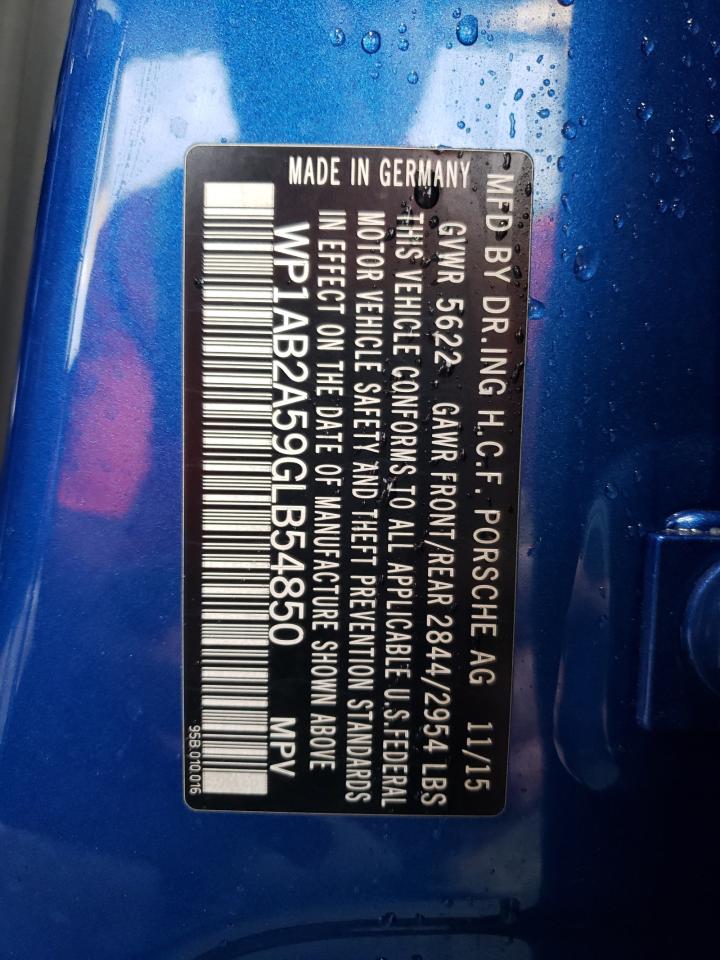 MFD BY DR.ING H.C.F. PORSCHE AG 11/15
GVWR 5622 GAWR FRONT/REAR 2844/2954 LBS
THIS VEHICLE CONFORMS TO ALL APPLICABLE U.S.FEDERAL
MOTOR VEHICLE SAFETY AND THEFT PREVENTION STANDARDS
IN EFFECT ON THE DATE OF MANUFACTURE SHOWN ABOVE
MADE IN GERMANY
WP1AB2A59GLB54850 MPV
95B.010.016